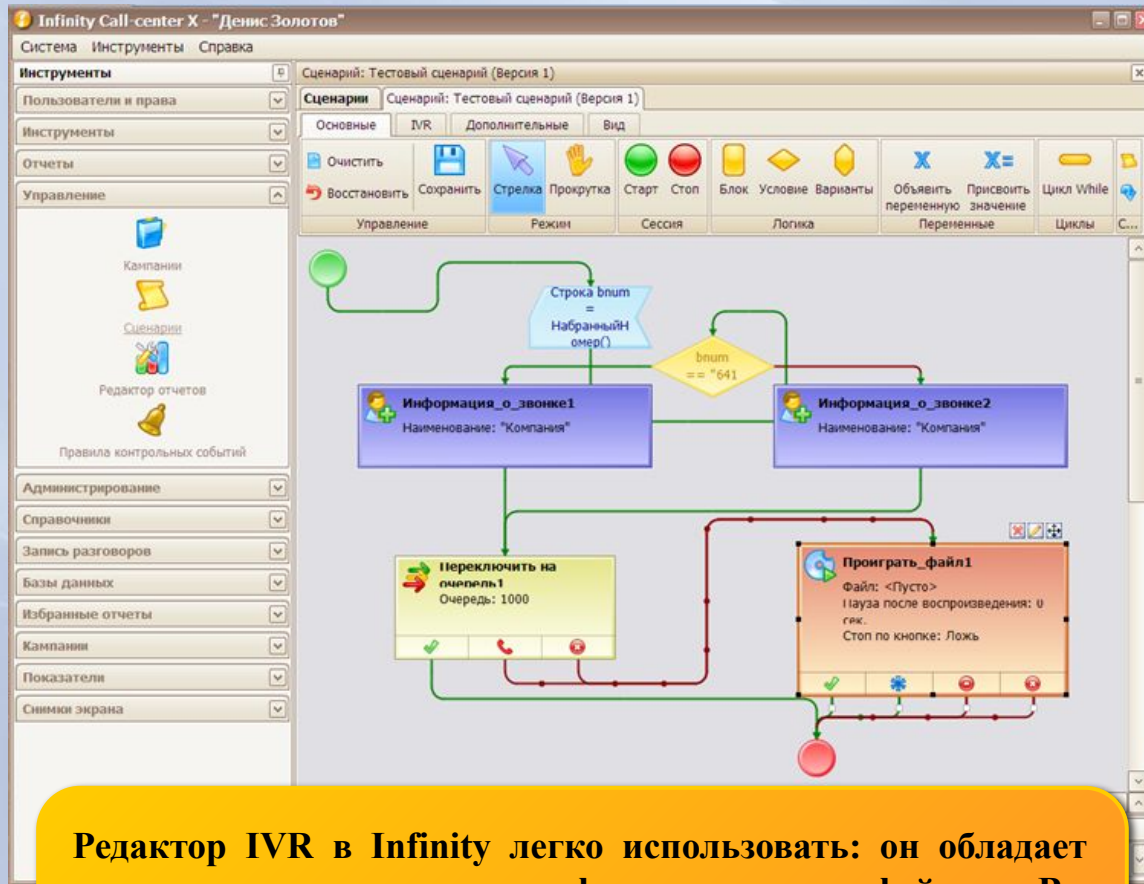 Infinity Call-center X - "Денис Золотов"
Система Инструменты Справка
Инструменты
Сценарий: Тестовый сценарий (Версия 1)
Пользователи и права
Инструменты
Отчеты
Управление
Кампании
Сценарии
Редактор отчетов
Правила контрольных событий
Администрирование
Справочники
Запись разговоров
Базы данных
Избранные отчеты
Кампании
Показатели
Снимки экрана
Сценарии Сценарий: Тестовый сценарий (Версия 1)
Основные IVR Дополнительные Вид
Очистить
Восстановить
Сохранить
Стрелка
Прокрутка
Старт
Стоп
Блок
Условие
Варианты
Объявить
переменную
Присвоить
значение
Цикл While
Управление Режим Сессия Логика Переменные Циклы С...
Строка bnum
=
НабранныйН
омер()
bnum
== "641
Информация_о_звонке1
Наименование: "Компания"
Информация_о_звонке2
Наименование: "Компания"
Переключить на
очередь1
Очередь: 1000
Проиграть_файл1
Файл: <Пусто>
Пауза после воспроизведения: 0
сек.
Стоп по кнопке: Ложь
Редактор IVR в Infinity легко использовать: он обладает